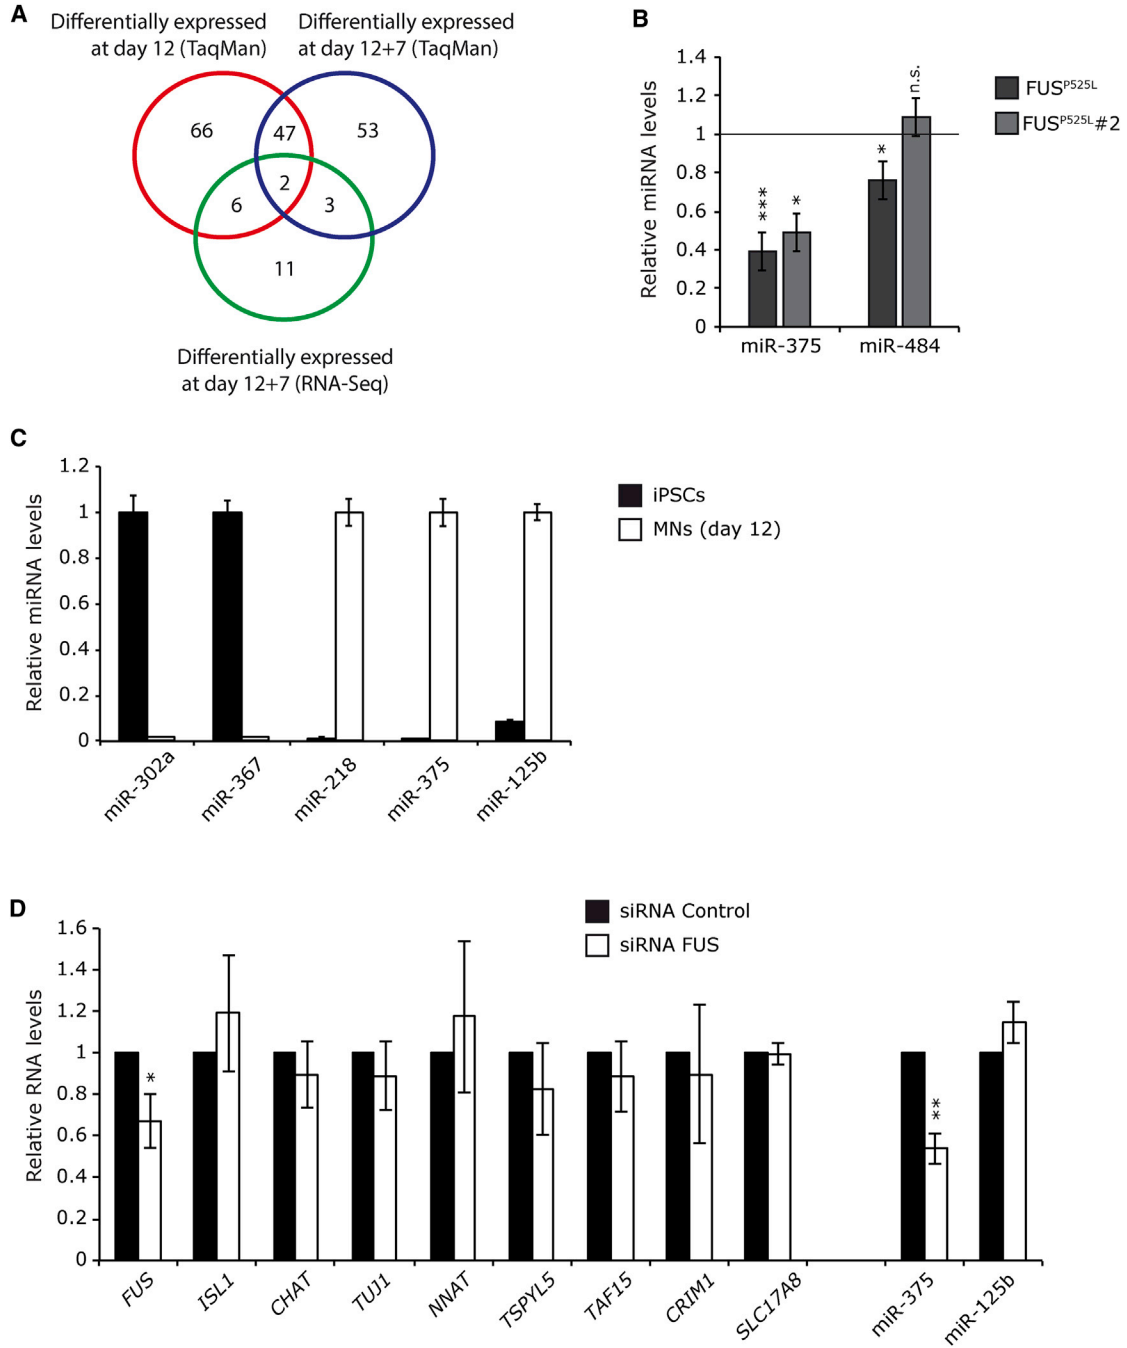 A
Differentially expressed
at day 12 (TaqMan)
Differentially expressed
at day 12+7 (TaqMan)
66
47
53
2
6
3
11
Differentially expressed
at day 12+7 (RNA-Seq)
B
Relative miRNA levels
1.4
1.2
1
0.8
0.6
0.4
0.2
0
***
*
*
n.s.
miR-375
miR-484
FUSP525L
FUSP525L#2
C
Relative miRNA levels
1.2
1
0.8
0.6
0.4
0.2
0
miR-302a
miR-367
miR-218
miR-375
miR-125b
iPSCs
MNs (day 12)
D
siRNA Control
siRNA FUS
Relative RNA levels
1.6
1.4
1.2
1
0.8
0.6
0.4
0.2
0
*
**
FUS
ISL1
CHAT
TUJ1
NNAT
TSPYL5
TAF15
CRIM1
SLC17A8
miR-375
miR-125b